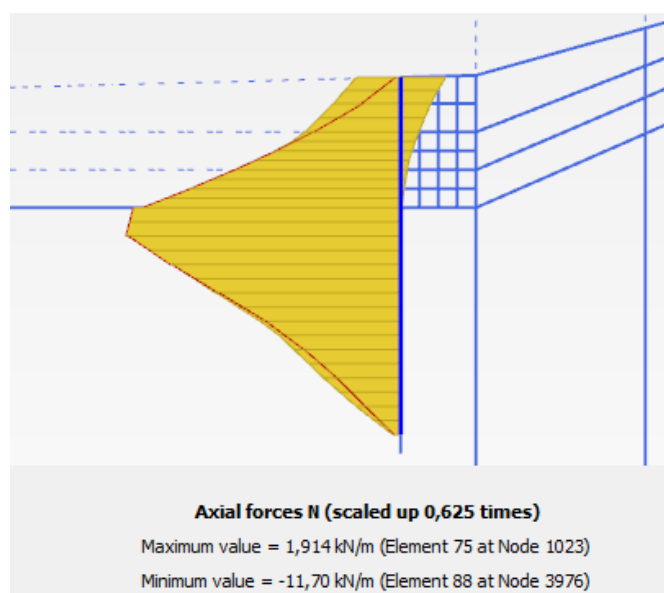 Axial forces N (scaled up 0,625 times)
Maximum value = 1,914 kN/m (Element 75 at Node 1023)
Minimum value = -11,70 kN/m (Element 88 at Node 3976)